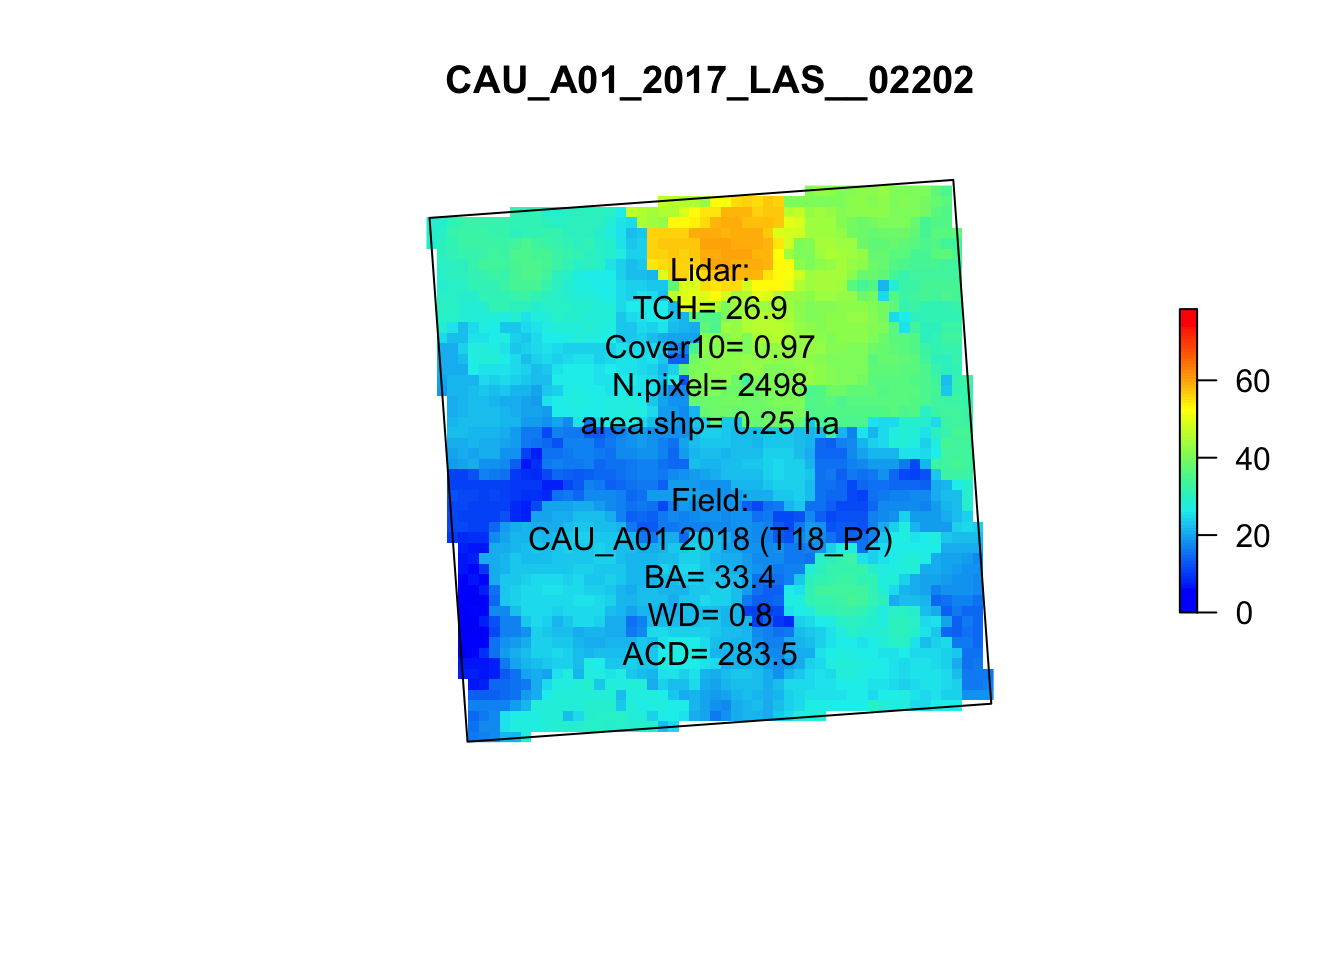 CAU_A01_2017_LAS__02202
Lidar:
TCH= 26.9
Cover10= 0.97
N.pixel= 2498
area.shp= 0.25 ha
Field:
CAU_A01 2018 (T18_P2)
BA= 33.4
WD= 0.8
ACD= 283.5
60
40
20
0